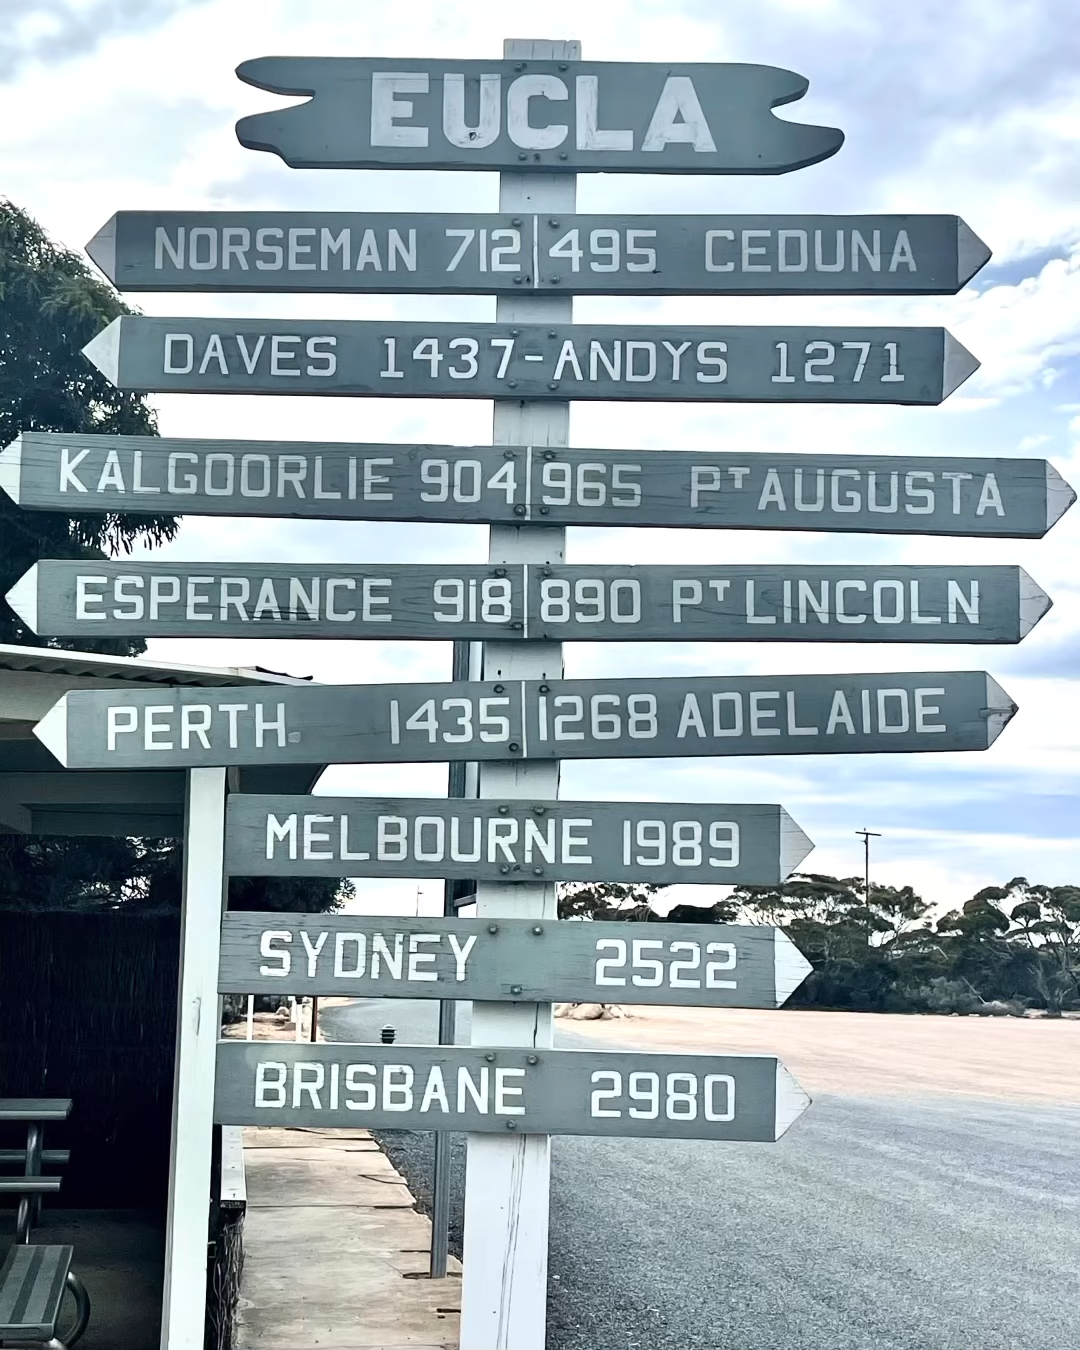 EUCLA
NORSEMAN 712 495 CEDUNA
DAVES 1437-ANDYS 1271
KALGOORLIE 904 965 PT AUGUSTA
ESPERANCE 918 890 PT LINCOLN
PERTH 1435 1268 ADELAIDE
MELBOURNE 1989
SYDNEY 2522
BRISBANE 2980